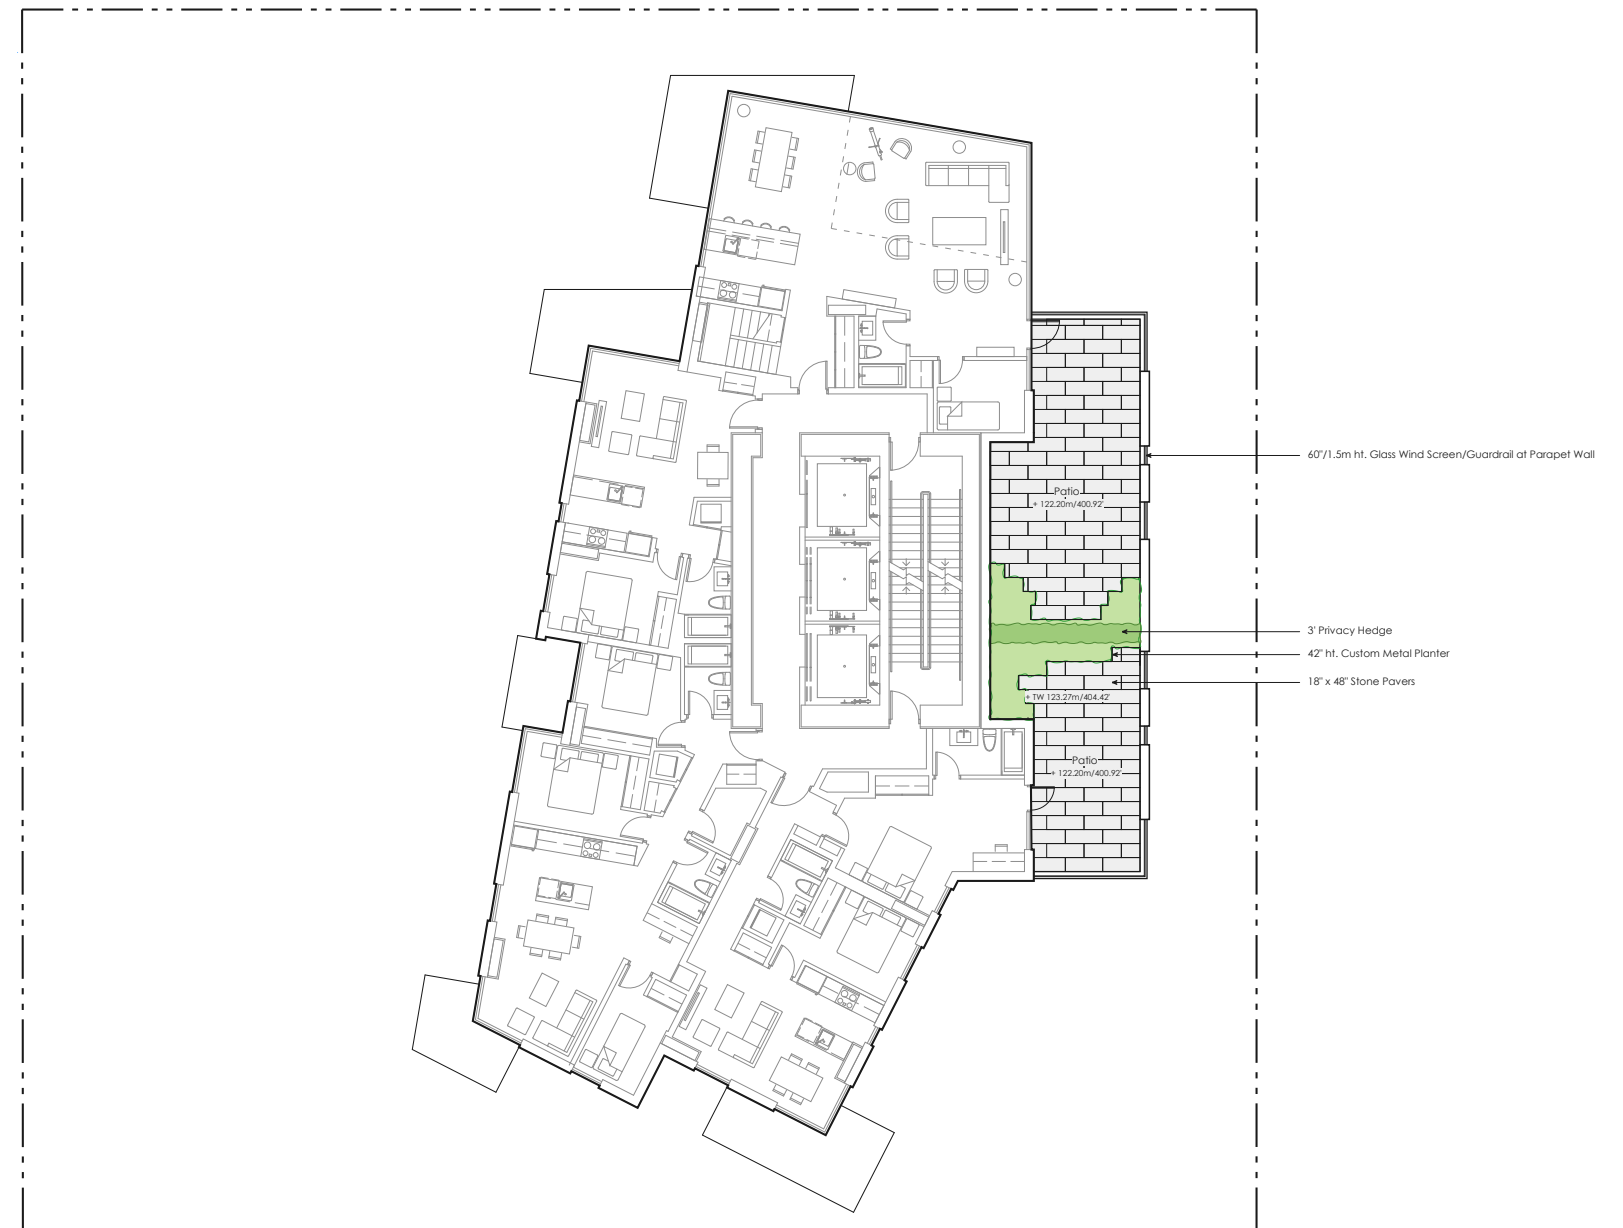 60"/1.5m ht. Glass Wind Screen/Guardrail at Parapet Wall
Patio
+ 122.20m/400.92'
3' Privacy Hedge
42" ht. Custom Metal Planter
18" x 48" Stone Pavers
+ TW 123.27m/404.42'
Patio
+ 122.20m/400.92'